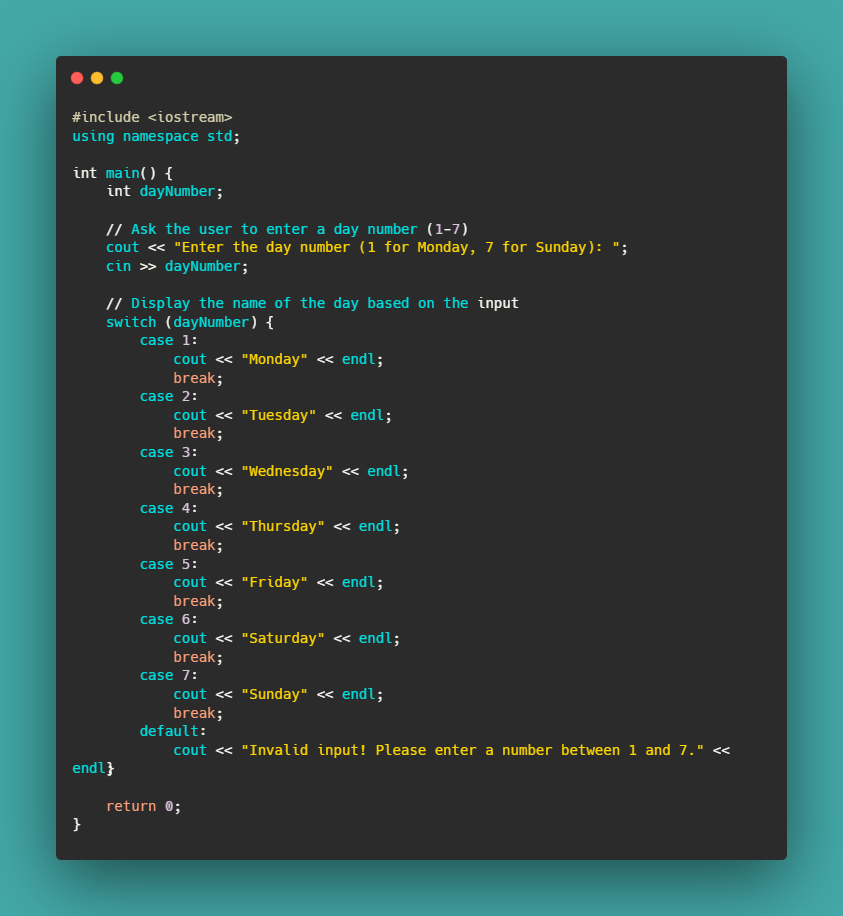 #include <iostream>
using namespace std;

int main() {
    int dayNumber;

    // Ask the user to enter a day number (1-7)
    cout << "Enter the day number (1 for Monday, 7 for Sunday): ";
    cin >> dayNumber;

    // Display the name of the day based on the input
    switch (dayNumber) {
        case 1:
            cout << "Monday" << endl;
            break;
        case 2:
            cout << "Tuesday" << endl;
            break;
        case 3:
            cout << "Wednesday" << endl;
            break;
        case 4:
            cout << "Thursday" << endl;
            break;
        case 5:
            cout << "Friday" << endl;
            break;
        case 6:
            cout << "Saturday" << endl;
            break;
        case 7:
            cout << "Sunday" << endl;
            break;
        default:
            cout << "Invalid input! Please enter a number between 1 and 7." <<
endl;}

    return 0;
}